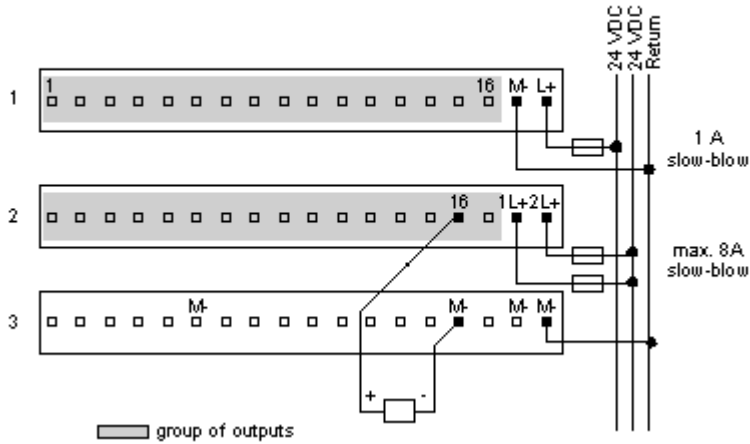 24 VDC
24 VDC
Return
1
1
16
M-
L+
1 A
slow-blow
2
16
1L+2L+
max. 8A
slow-blow
3
M-
M-
M-
M-
+
-
group of outputs